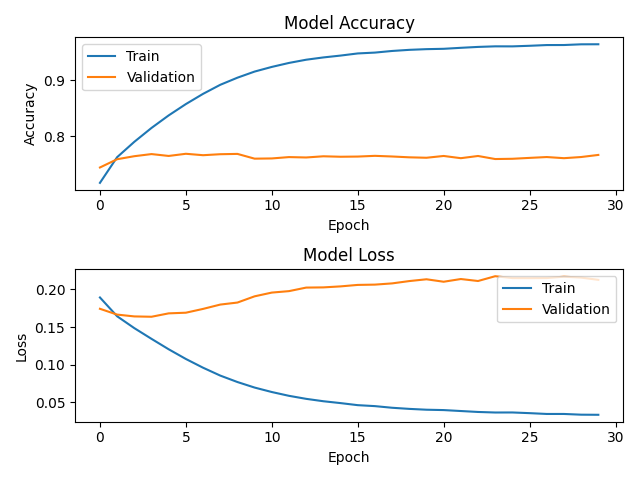 Model Accuracy
Train
Validation
0.9
0.8
Accuracy
0 5 10 15 20 25 30
Epoch
Model Loss
Train
Validation
0.20
0.15
0.10
0.05
Loss
0 5 10 15 20 25 30
Epoch